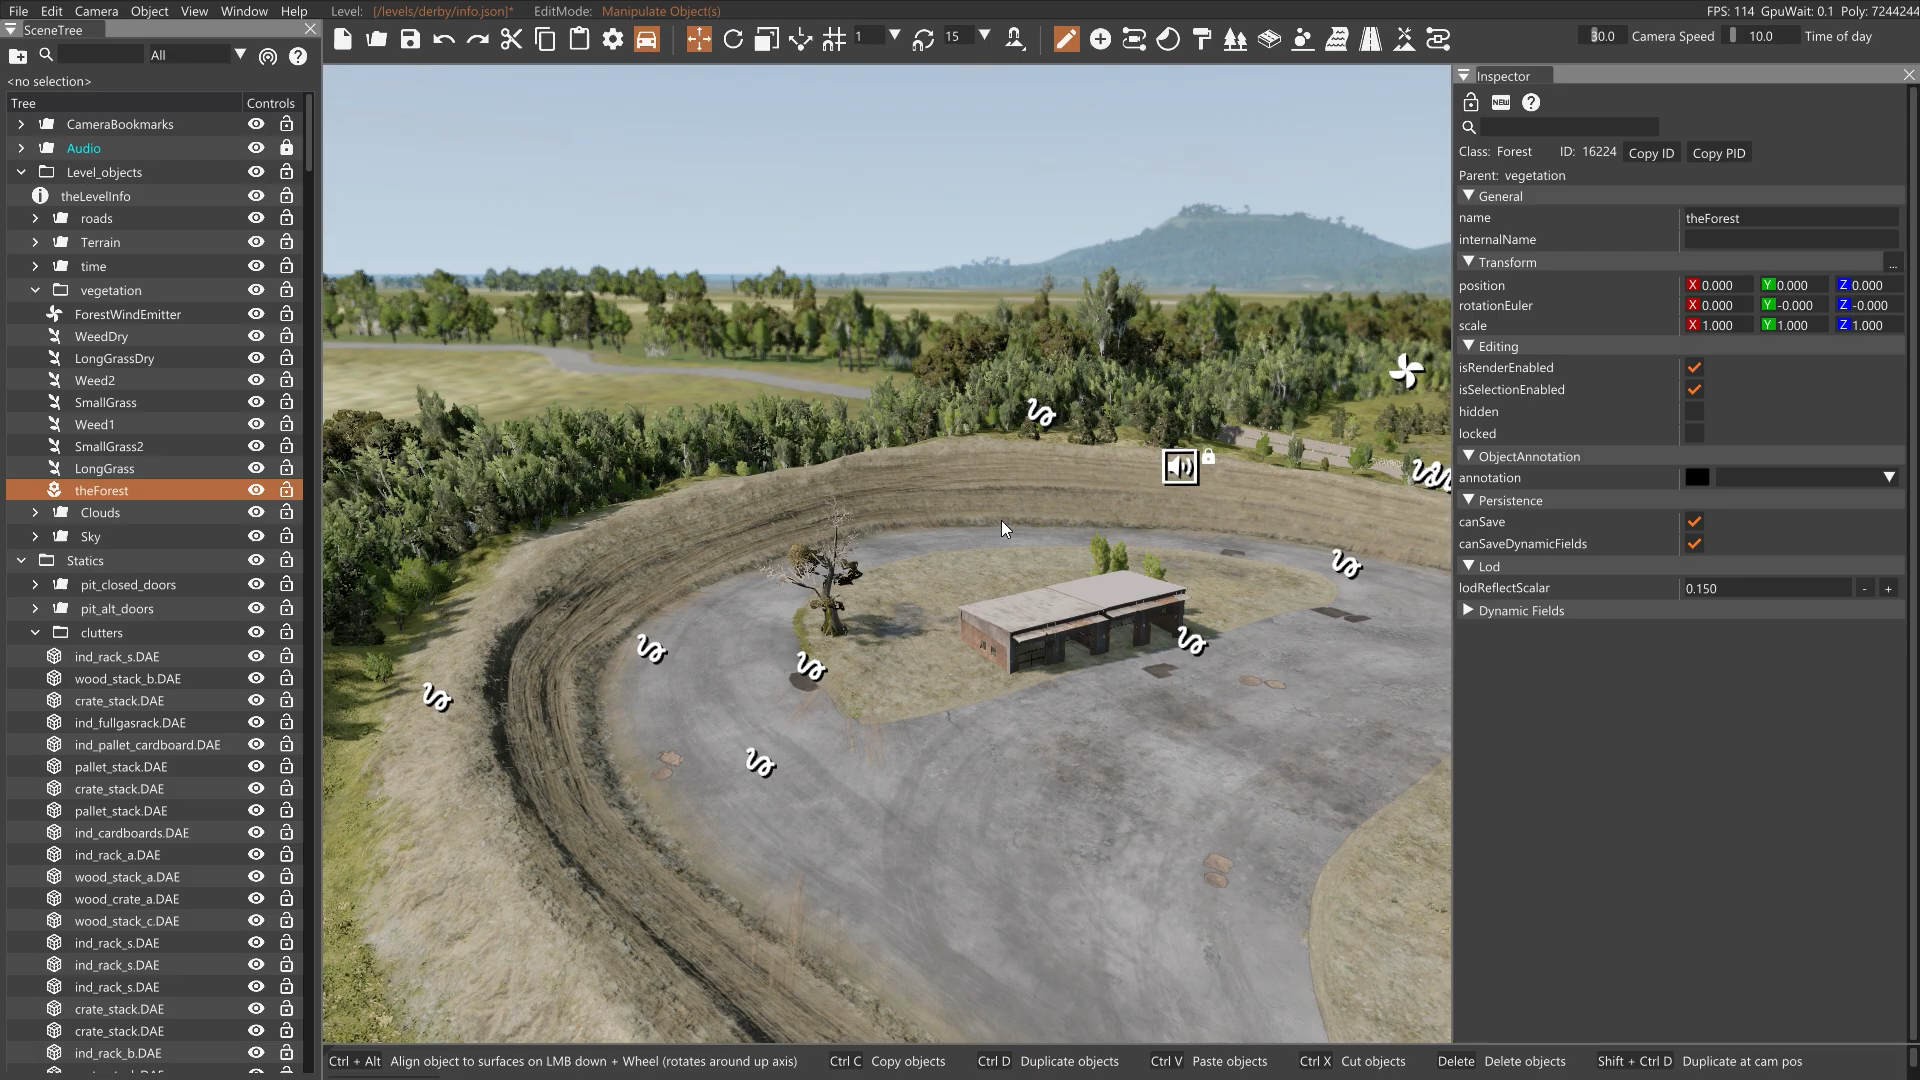 File Edit Camera Object View Window Help Level: [/levels/derby/info.json]* EditMode: Manipulate Object(s) FPS: 114 GpuWait: 0.1 Poly: 7244244
SceneTree
1 15 30.0 Camera Speed 10.0 Time of day
All
<no selection>
Tree Controls
CameraBookmarks
Audio
Level_objects
theLevelInfo
roads
Terrain
time
vegetation
ForestWindEmitter
WeedDry
LongGrassDry
Weed2
SmallGrass
Weed1
SmallGrass2
LongGrass
theForest
Clouds
Sky
Statics
pit_closed_doors
pit_alt_doors
clutters
ind_rack_s.DAE
wood_stack_b.DAE
crate_stack.DAE
ind_fullgasrack.DAE
ind_pallet_cardboard.DAE
pallet_stack.DAE
crate_stack.DAE
pallet_stack.DAE
ind_cardboards.DAE
ind_rack_a.DAE
wood_stack_a.DAE
wood_crate_a.DAE
wood_stack_c.DAE
ind_rack_s.DAE
ind_rack_s.DAE
ind_rack_s.DAE
crate_stack.DAE
crate_stack.DAE
ind_rack_b.DAE
Inspector
NEW
Class: Forest ID: 16224 Copy ID Copy PID
Parent: vegetation
General
name theForest
internalName
Transform ...
position X 0.000 Y 0.000 Z 0.000
rotationEuler X 0.000 Y -0.000 Z -0.000
scale X 1.000 Y 1.000 Z 1.000
Editing
isRenderEnabled
isSelectionEnabled
hidden
locked
ObjectAnnotation
annotation
Persistence
canSave
canSaveDynamicFields
Lod
lodReflectScalar 0.150 - +
Dynamic Fields
Ctrl + Alt Align object to surfaces on LMB down + Wheel (rotates around up axis) Ctrl C Copy objects Ctrl D Duplicate objects Ctrl V Paste objects Ctrl X Cut objects Delete Delete objects Shift + Ctrl D Duplicate at cam pos